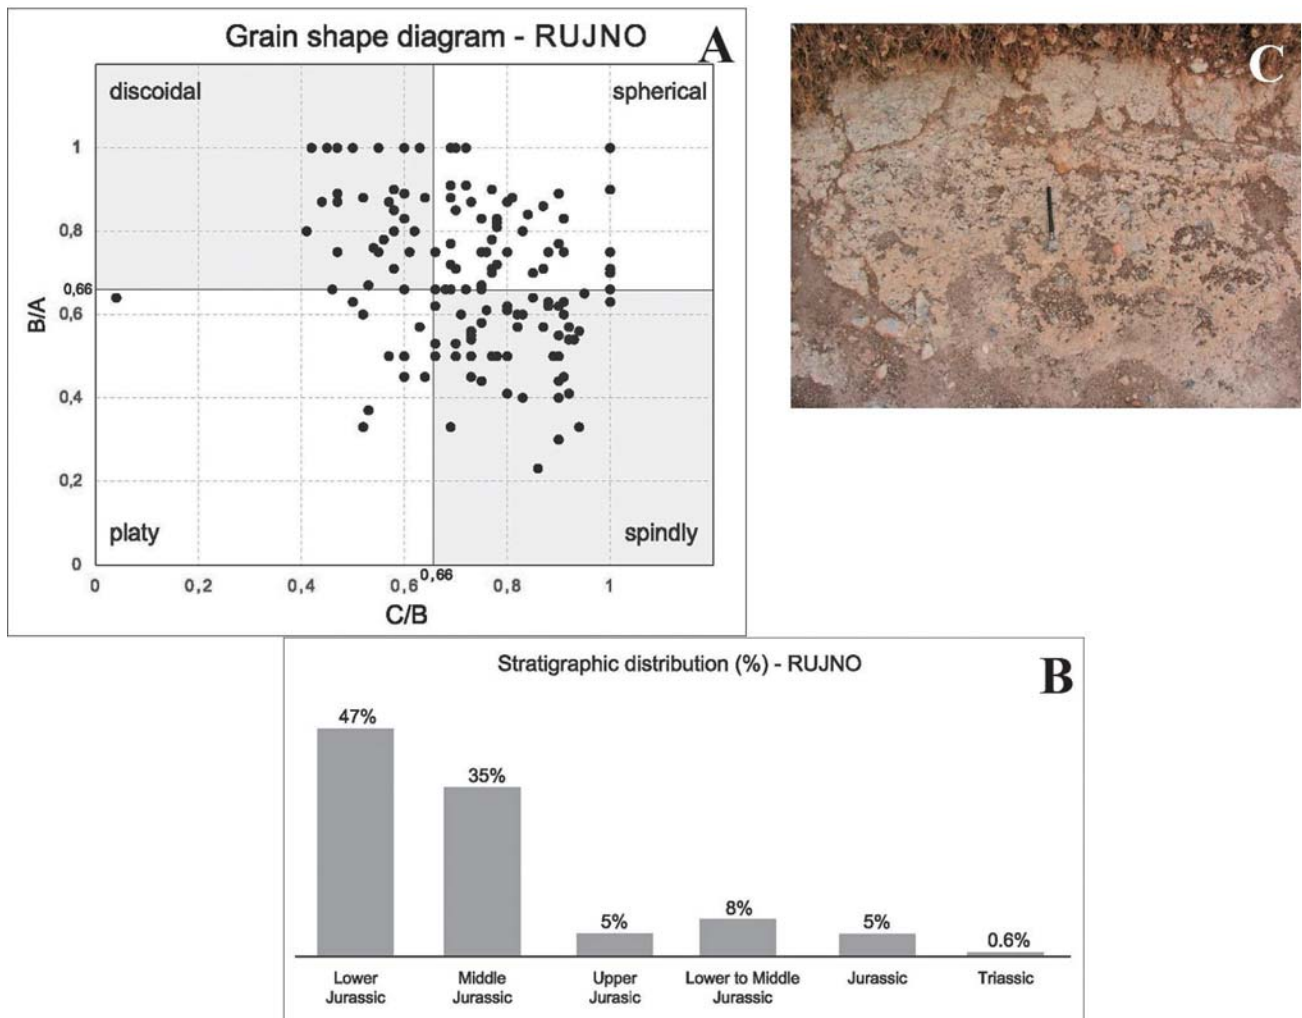 Grain shape diagram - RUJNO
A
discoidal
spherical
1
0,8
0,66
0,6
0,4
0,2
0
B/A
platy
spindly
0
0,2
0,4
0,6
0,66
0,8
1
C/B
C
Stratigraphic distribution (%) - RUJNO
B
47%
35%
5%
8%
5%
0.6%
Lower
Jurassic
Middle
Jurassic
Upper
Jurasic
Lower to Middle
Jurassic
Jurassic
Triassic